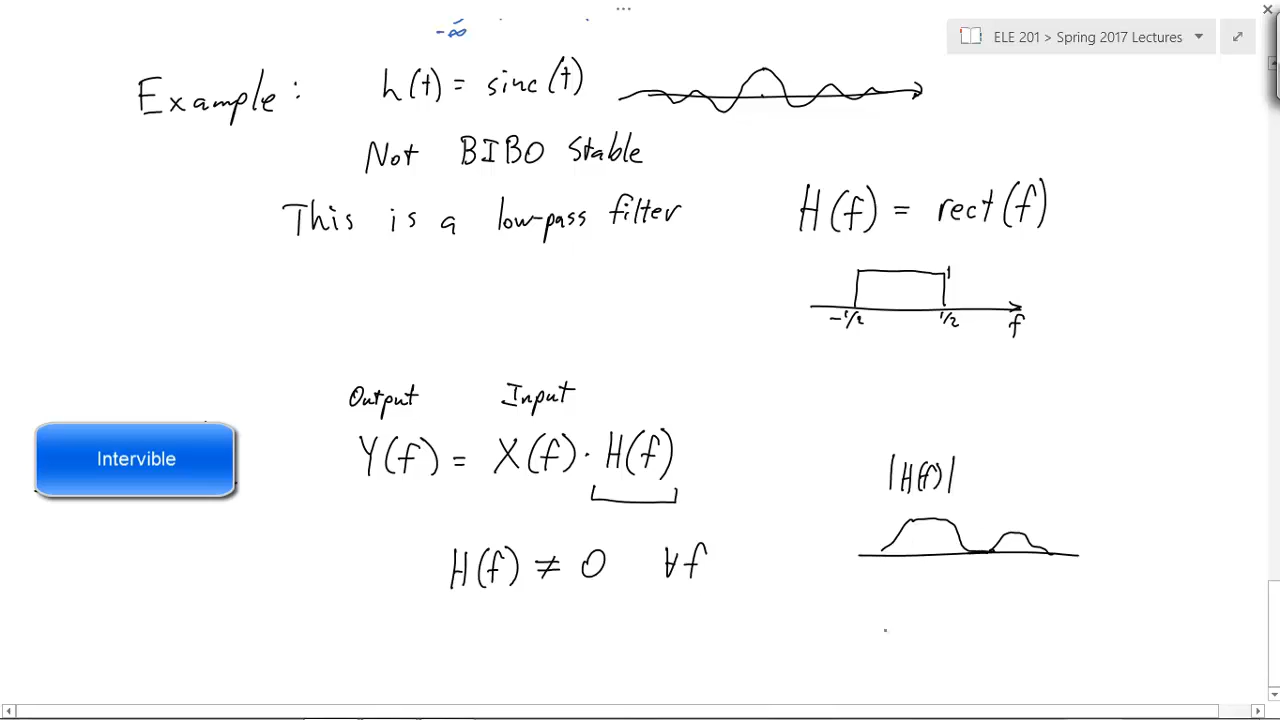 ELE 201 > Spring 2017 Lectures
-∞
Example: h(t) = sinc(t)
Not BIBO Stable
This is a low-pass filter
H(f) = rect(f)
1
-1/2 1/2 f
Output Input
Y(f) = X(f) · H(f)
Intervible
|H(f)|
H(f) ≠ 0 ∀f